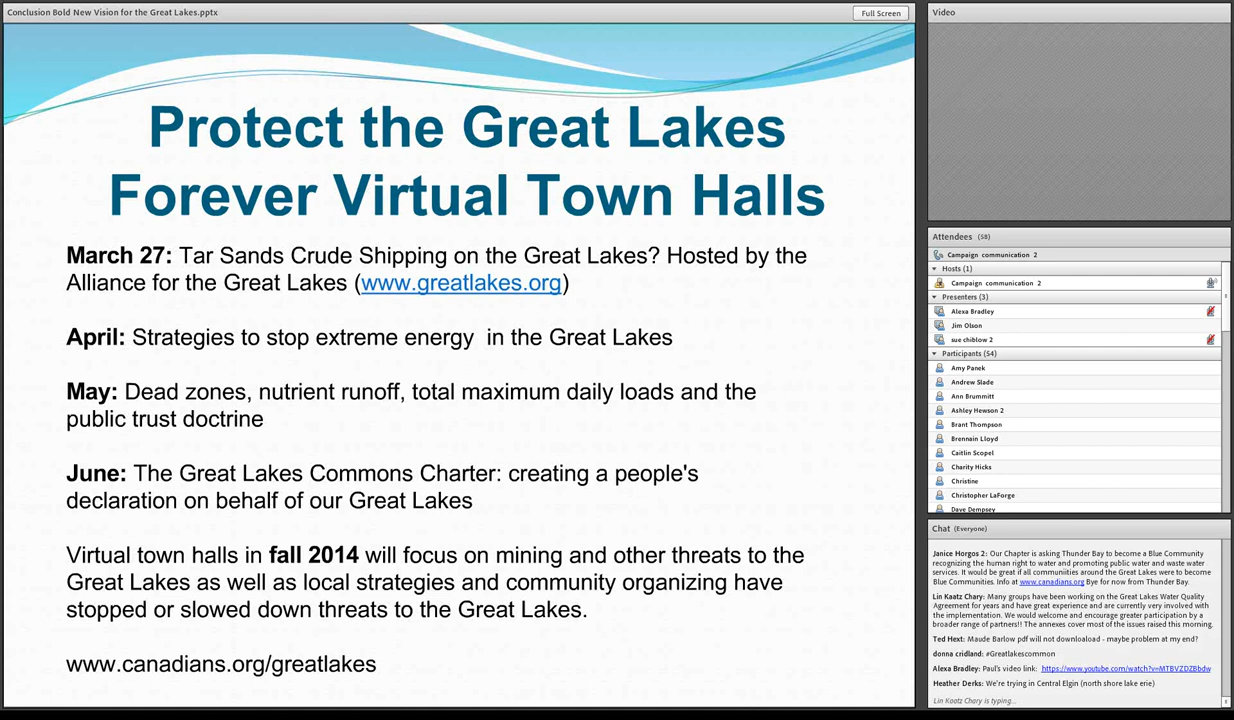 Conclusion Bold New Vision for the Great Lakes.pptx
Full Screen
Protect the Great Lakes
Forever Virtual Town Halls
March 27: Tar Sands Crude Shipping on the Great Lakes? Hosted by the
Alliance for the Great Lakes (www.greatlakes.org)
April: Strategies to stop extreme energy in the Great Lakes
May: Dead zones, nutrient runoff, total maximum daily loads and the
public trust doctrine
June: The Great Lakes Commons Charter: creating a people's
declaration on behalf of our Great Lakes
Virtual town halls in fall 2014 will focus on mining and other threats to the
Great Lakes as well as local strategies and community organizing have
stopped or slowed down threats to the Great Lakes.
www.canadians.org/greatlakes
Video
Attendees (58)
Campaign communication 2
Hosts (1)
Campaign communication 2
Presenters (3)
Alexa Bradley
Jim Olson
sue chiblow 2
Participants (54)
Amy Panek
Andrew Slade
Ann Brummitt
Ashley Hewson 2
Brant Thompson
Brennain Lloyd
Caitlin Scopel
Charity Hicks
Christine
Christopher LaForge
Dave Dempsey
Chat (Everyone)
Janice Horgos 2: Our Chapter is asking Thunder Bay to become a Blue Community
recognizing the human right to water and promoting public water and waste water
services. It would be great if all communities around the Great Lakes were to become
Blue Communities. Info at www.canadians.org Bye for now from Thunder Bay.
Lin Kaatz Chary: Many groups have been working on the Great Lakes Water Quality
Agreement for years and have great experience and are currently very involved with
the implementation. We would welcome and encourage greater participation by a
broader range of partners!! The annexes cover most of the issues raised this morning.
Ted Hext: Maude Barlow pdf will not downloaload - maybe problem at my end?
donna cridland: #Greatlakescommon
Alexa Bradley: Paul's video link: https://www.youtube.com/watch?v=MTBVZDZBbdw
Heather Derks: We're trying in Central Elgin (north shore lake erie)
Lin Kaatz Chary is typing...